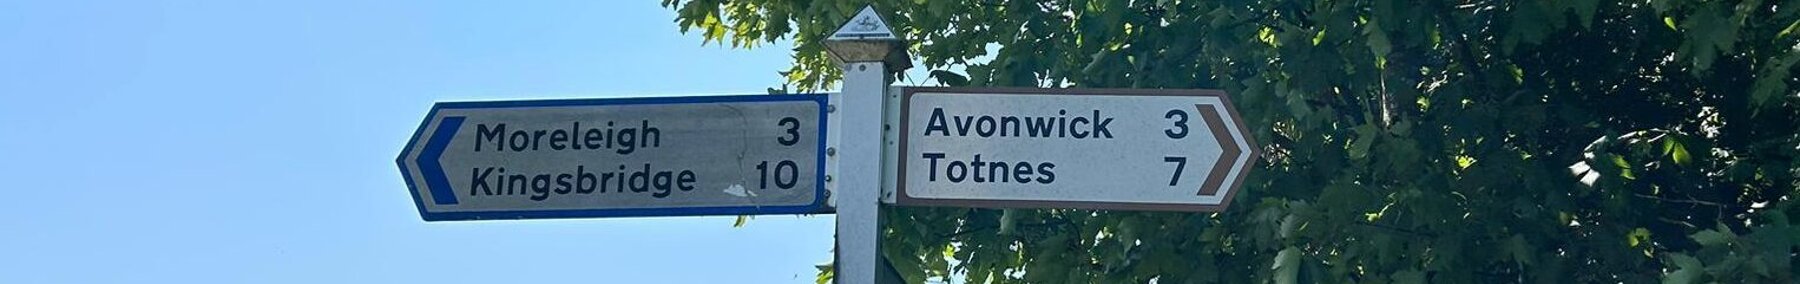 Moreleigh 3
Kingsbridge 10
Avonwick 3
Totnes 7